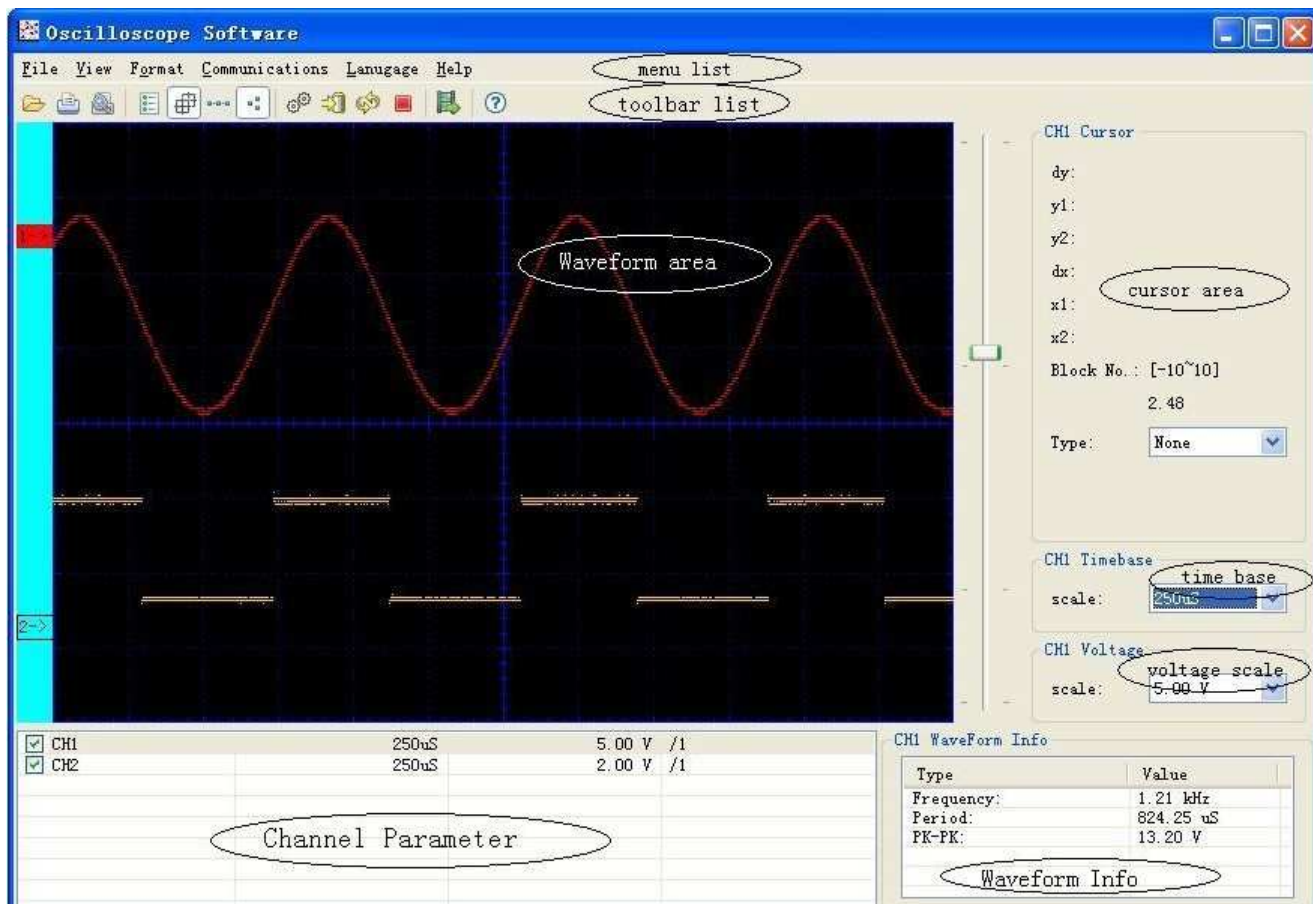 Oscilloscope Software
File View Format Communications Lanugage Help
menu list
toolbar list
1->
Waveform area
2->
CH1 Cursor
dy:
y1:
y2:
dx:
cursor area
x1:
x2:
Block No.: [-10~10]
2.48
Type: None
CH1 Timebase
time base
scale: 250uS
CH1 Voltage
voltage scale
scale: 5.00 V
CH1 250uS 5.00 V /1
CH2 250uS 2.00 V /1
Channel Parameter
CH1 WaveForm Info
Type Value
Frequency: 1.21 kHz
Period: 824.25 uS
PK-PK: 13.20 V
Waveform Info